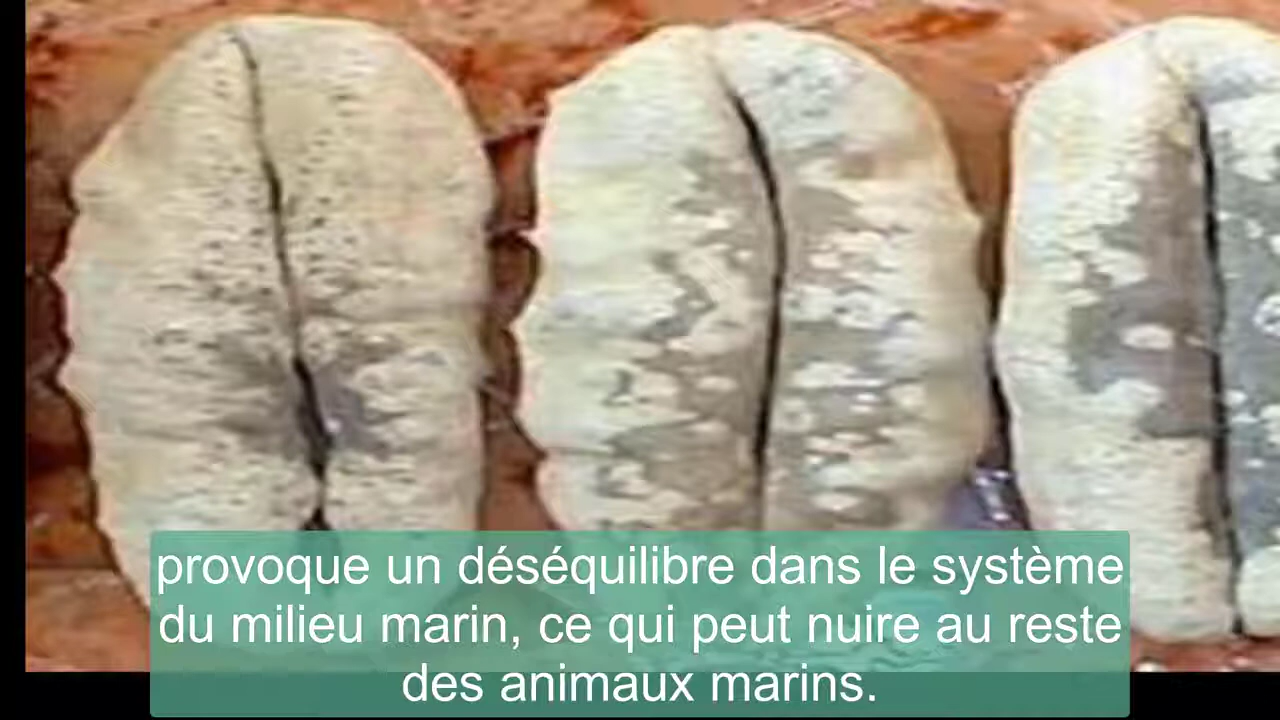 provoque un déséquilibre dans le système
du milieu marin, ce qui peut nuire au reste
des animaux marins.